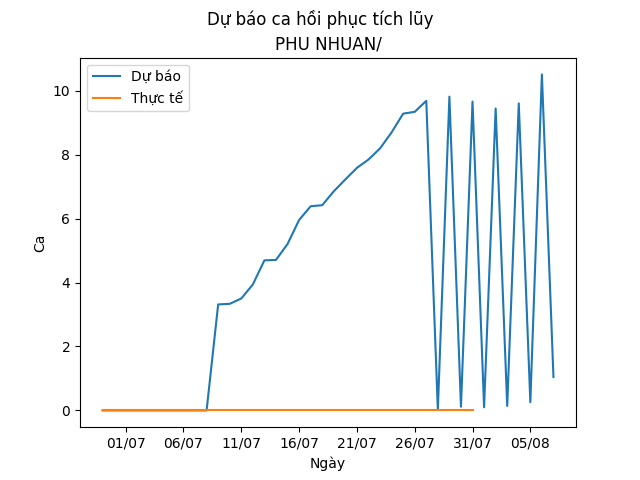 Dự báo ca hồi phục tích lũy
PHU NHUAN/
Dự báo
Thực tế
10
8
6
4
2
0
Ca
01/07 06/07 11/07 16/07 21/07 26/07 31/07 05/08
Ngày